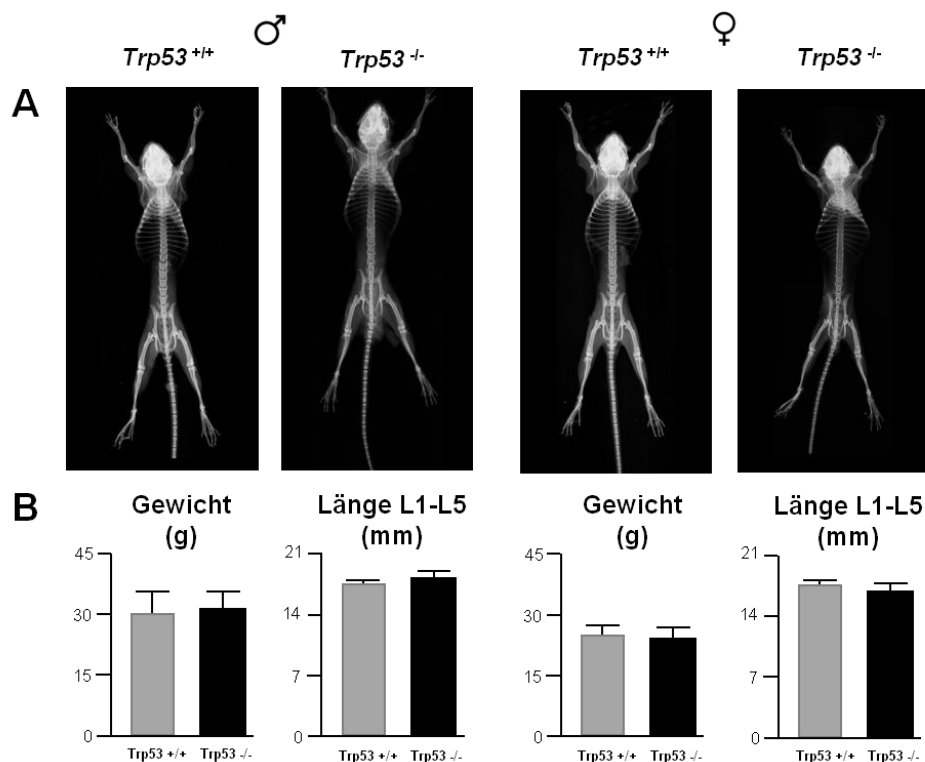 ♂ ♀
Trp53 +/+ Trp53 -/- Trp53 +/+ Trp53 -/-
A
B
Gewicht Länge L1-L5 Gewicht Länge L1-L5
(g) (mm) (g) (mm)
45 21 45 21
30 14 30 14
15 7 15 7
0 0 0 0
Trp53 +/+ Trp53 -/- Trp53 +/+ Trp53 -/- Trp53 +/+ Trp53 -/- Trp53 +/+ Trp53 -/-